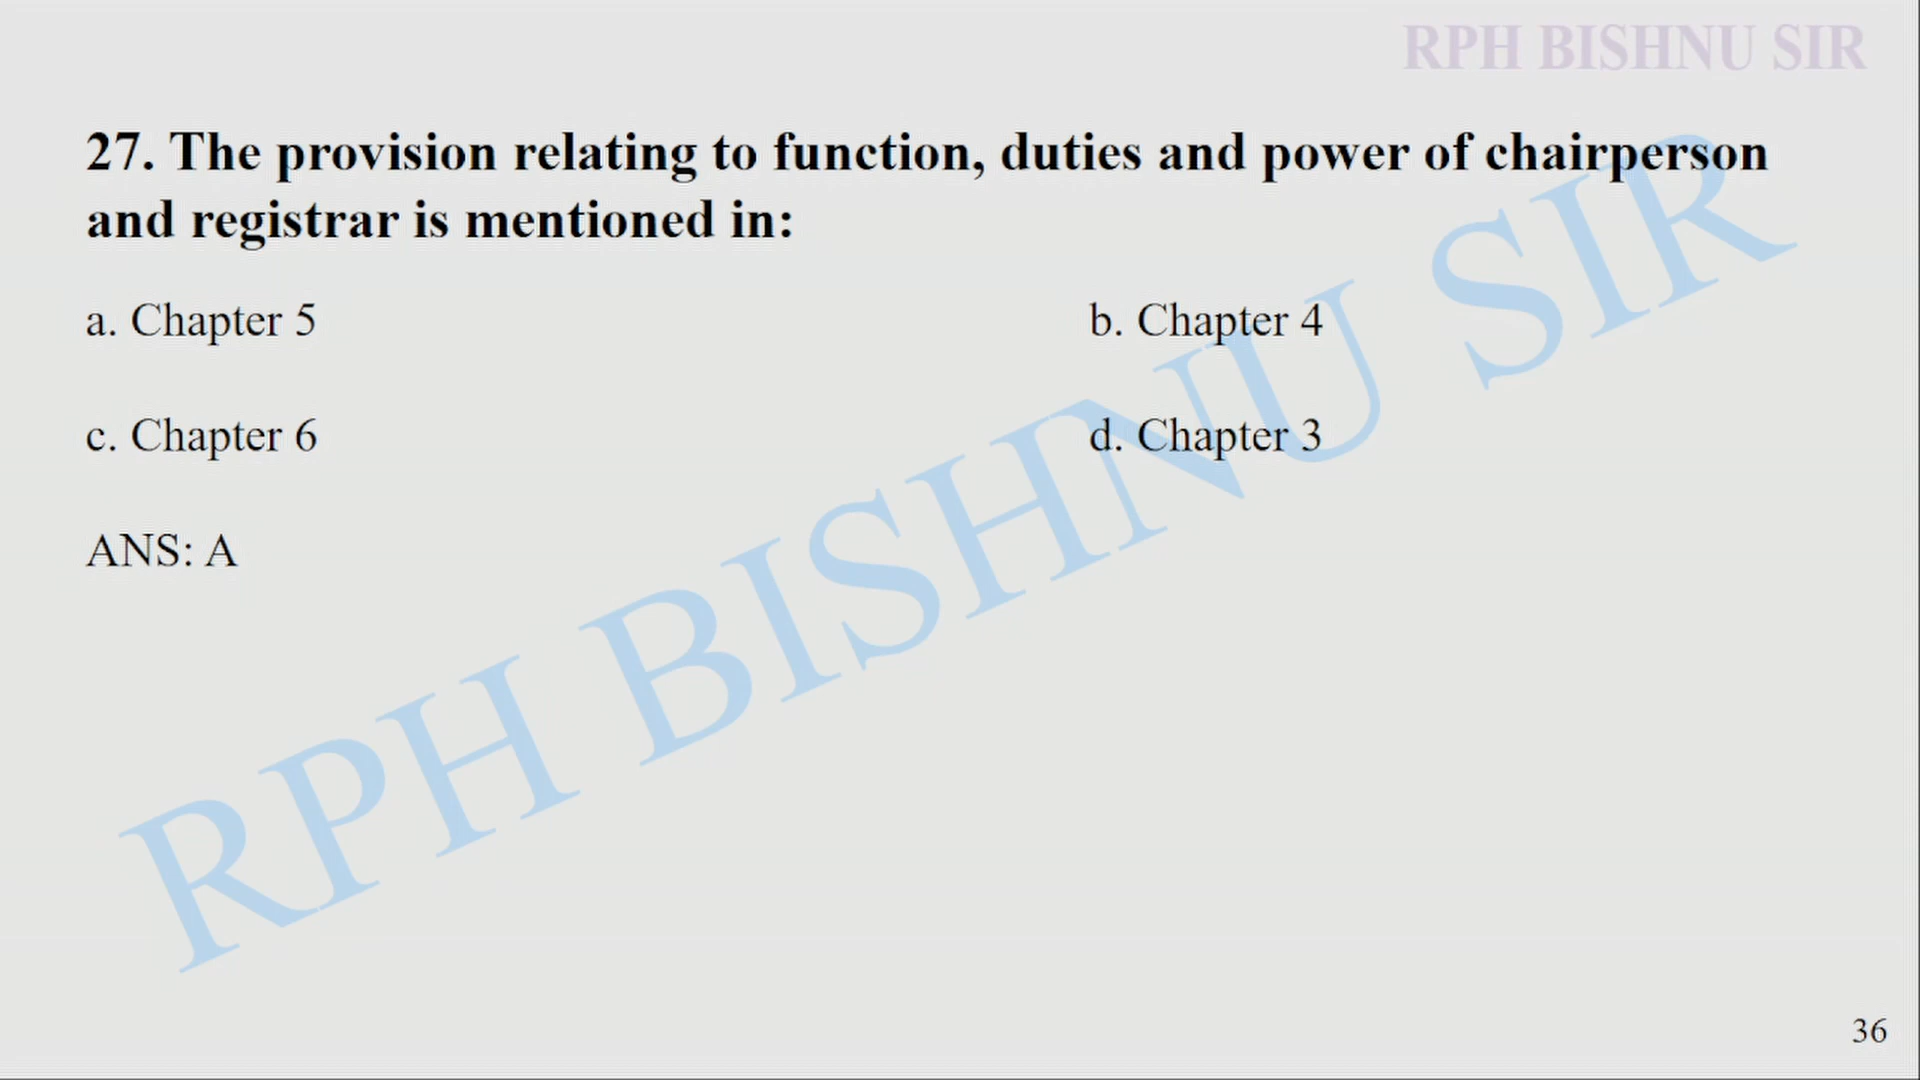 RPH BISHNU SIR
27. The provision relating to function, duties and power of chairperson
and registrar is mentioned in:
a. Chapter 5
b. Chapter 4
c. Chapter 6
d. Chapter 3
ANS: A
RPH BISHNU SIR
36